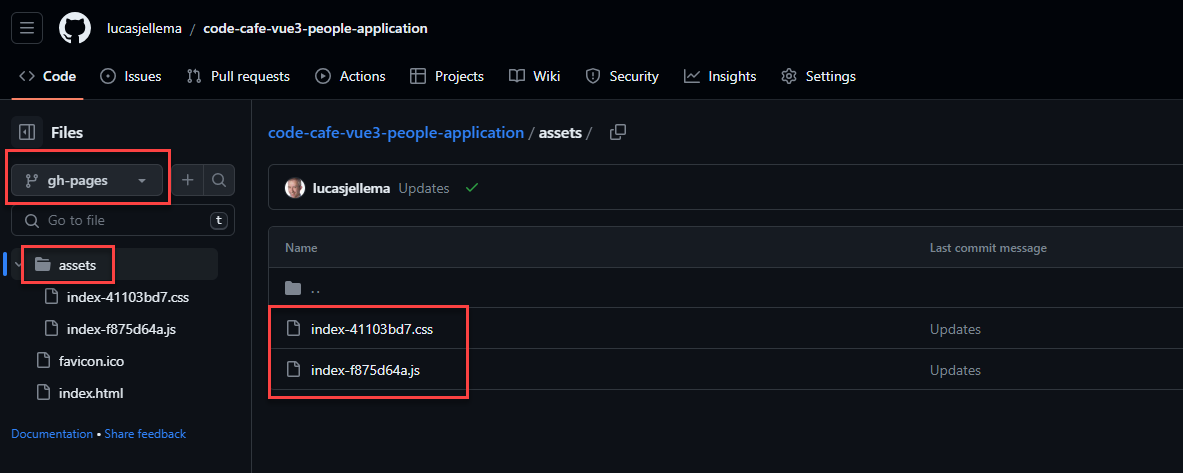 lucasjellema / code-cafe-vue3-people-application
Code Issues Pull requests Actions Projects Wiki Security Insights Settings
Files
gh-pages
Go to file t
assets
index-41103bd7.css
index-f875d64a.js
favicon.ico
index.html
Documentation • Share feedback
code-cafe-vue3-people-application / assets /
lucasjellema Updates
Name Last commit message
..
index-41103bd7.css Updates
index-f875d64a.js Updates